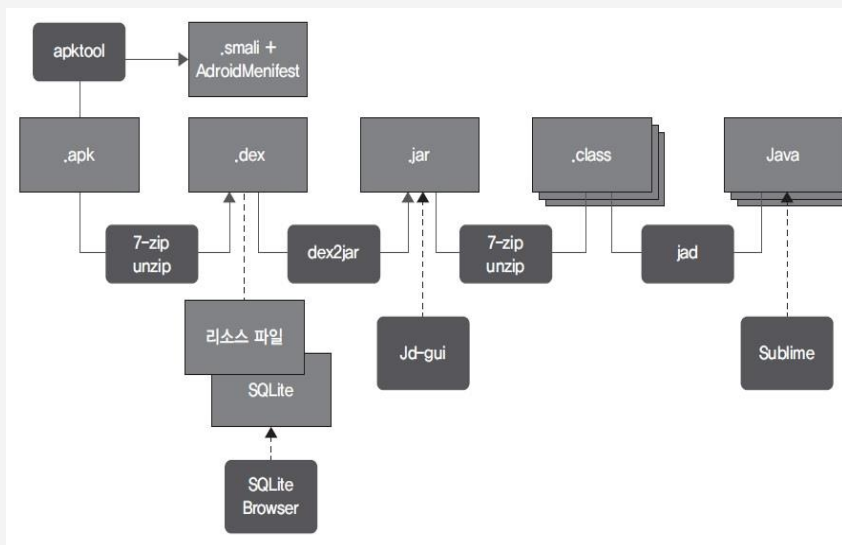 apktool
.smali +
AdroidMenifest
.apk
.dex
.jar
.class
Java
7-zip
unzip
dex2jar
7-zip
unzip
jad
리소스 파일
SQLite
Jd-gui
Sublime
SQLite
Browser